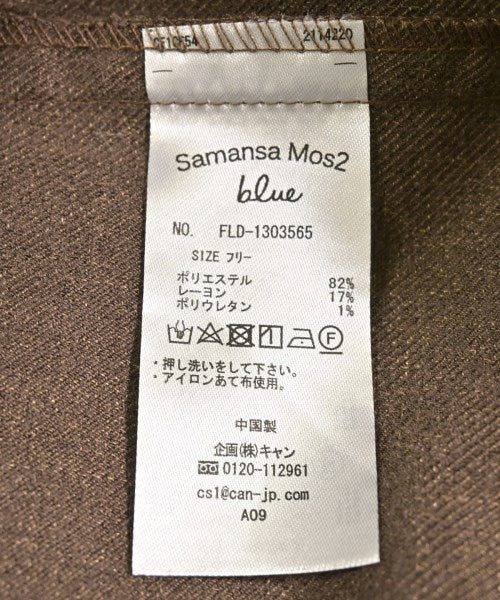 2114220
Samansa Mos2
blue
NO. FLD-1303565
SIZE フリー
ポリエステル 82%
レーヨン 17%
ポリウレタン 1%
F
・押し洗いをして下さい。
・アイロンあて布使用。
中国製
企画(株)キャン
0120-112961
cs1@can-jp.com
A09